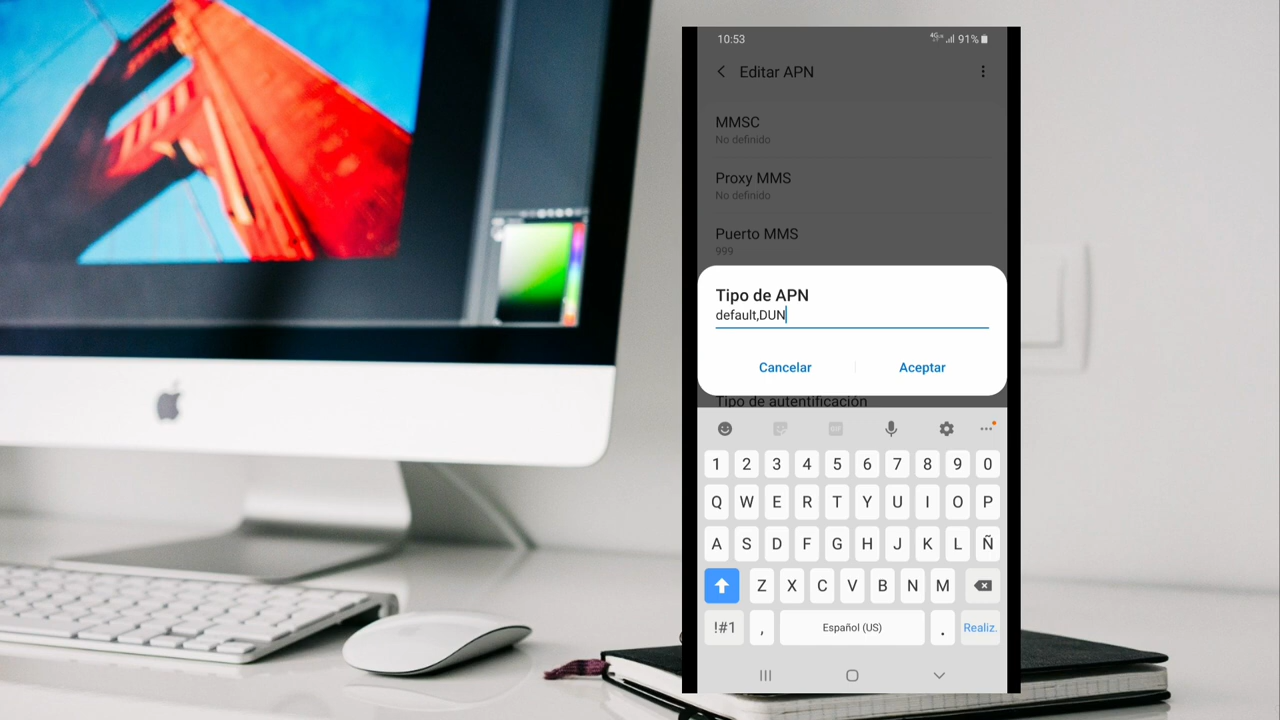 10:53
4G
91%
Editar APN
MMSC
No definido
Proxy MMS
No definido
Puerto MMS
999
Tipo de APN
default,DUN
Cancelar
Aceptar
Tipo de autentificación
GIF
1 2 3 4 5 6 7 8 9 0
Q W E R T Y U I O P
A S D F G H J K L Ñ
Z X C V B N M
!#1 , Español (US) . Realiz.